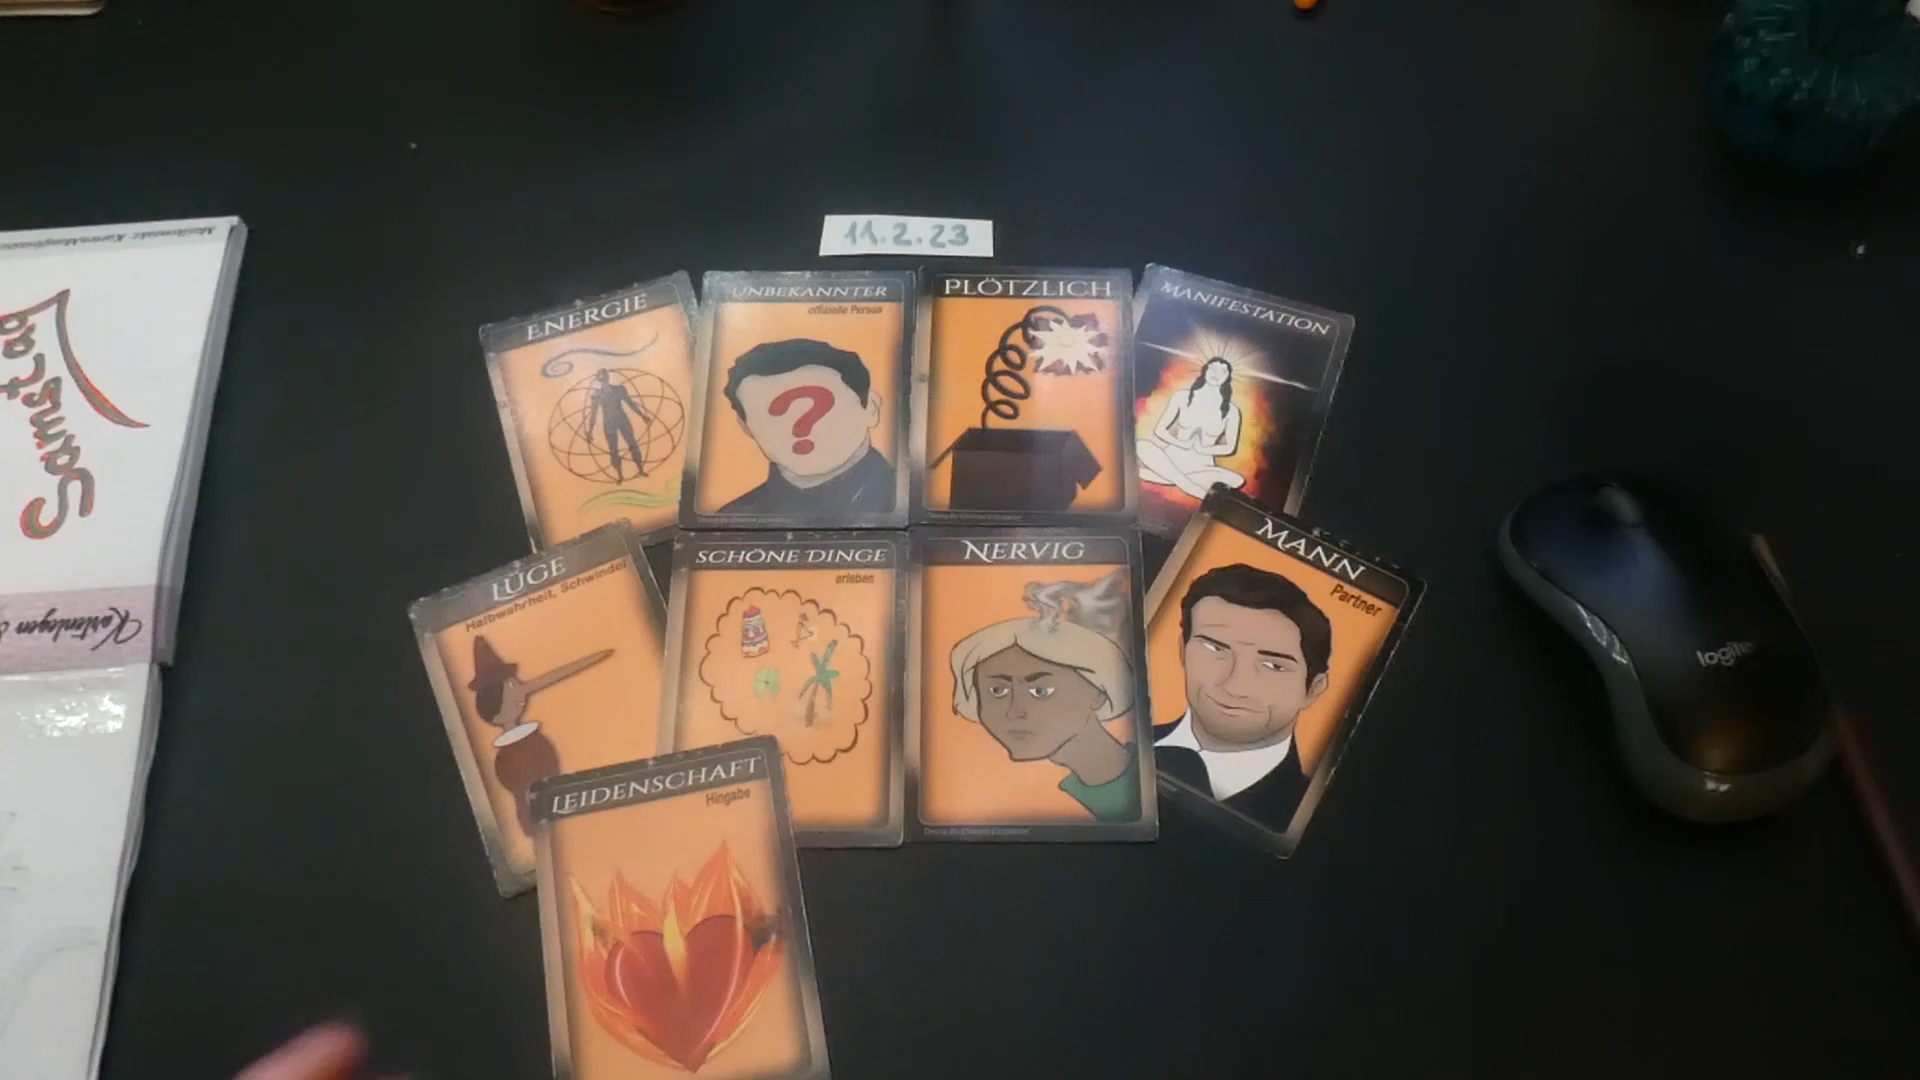 11.2.23
ENERGIE
UNBEKANNTER
offizielle Person
PLÖTZLICH
MANIFESTATION
LÜGE
Halbwahrheit, Schwindel
SCHÖNE DINGE
erleben
NERVIG
MANN
Partner
LEIDENSCHAFT
Hingabe
Samstag
Kartenlegen